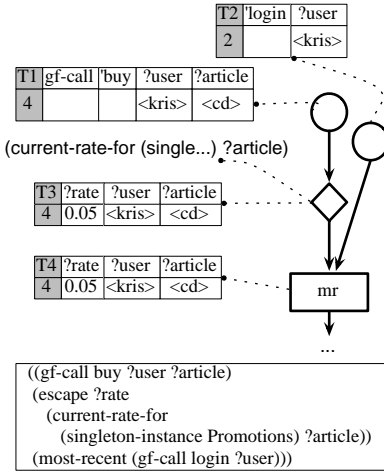 T2 'login ?user
2 <kris>
T1 gf-call 'buy ?user ?article
4 <kris> <cd>
(current-rate-for (single...) ?article)
T3 ?rate ?user ?article
4 0.05 <kris> <cd>
T4 ?rate ?user ?article
4 0.05 <kris> <cd>
mr
...
((gf-call buy ?user ?article)
(escape ?rate
(current-rate-for
(singleton-instance Promotions) ?article))
(most-recent (gf-call login ?user)))